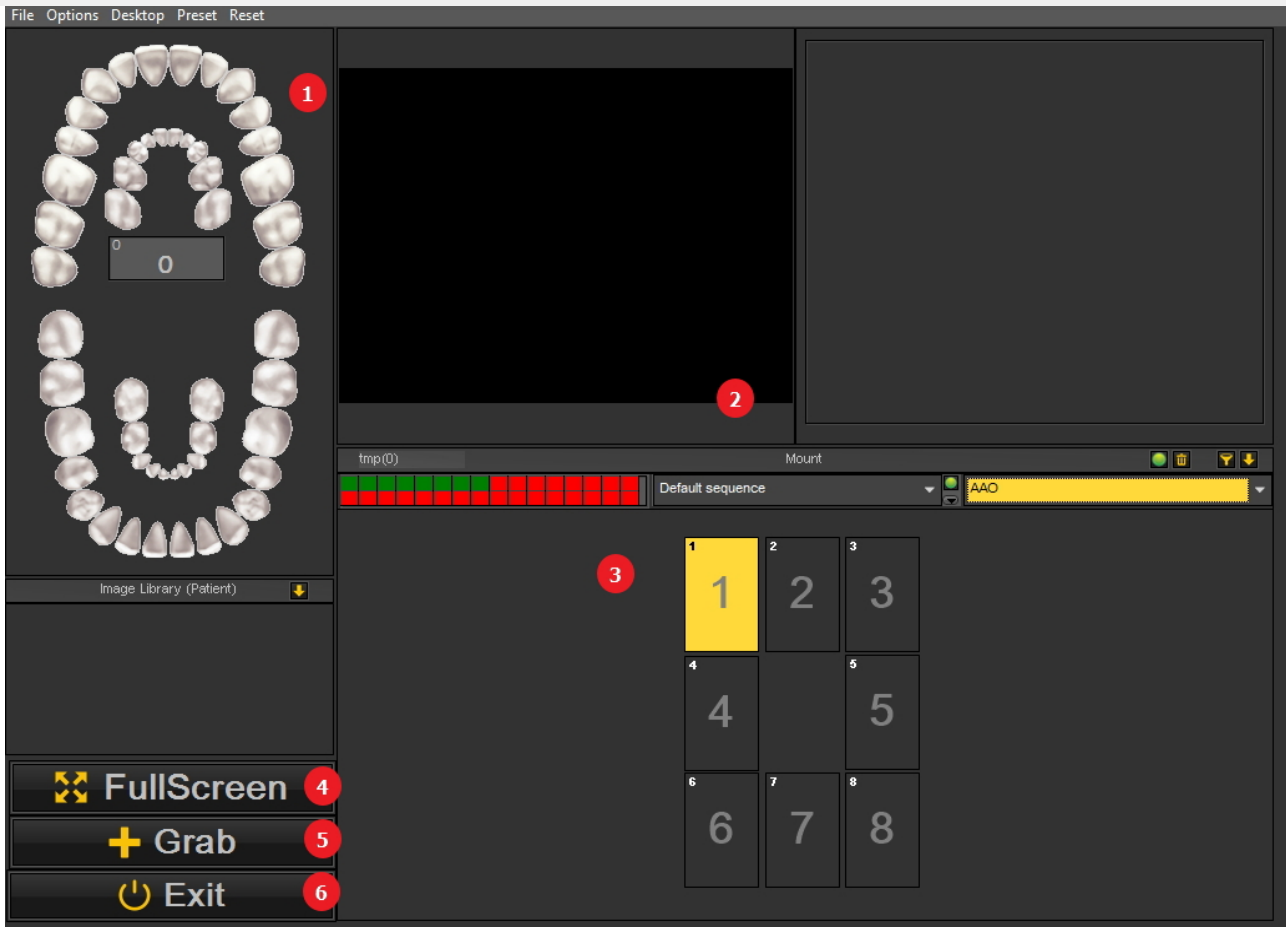 File Options Desktop Preset Reset
1
0
0
2
tmp(0) Mount
Default sequence AAO
3
1 2 3
1 2 3
4 5
4 5
6 7 8
6 7 8
Image Library (Patient)
FullScreen 4
Grab 5
Exit 6